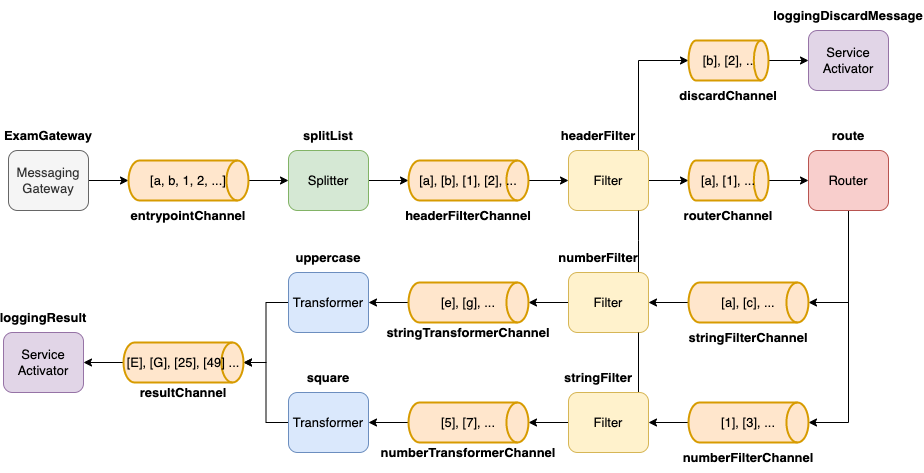 loggingDiscardMessage
[b], [2], ...
Service
Activator
discardChannel
ExamGateway
splitList
headerFilter
route
Messaging
Gateway
[a, b, 1, 2, ...]
Splitter
[a], [b], [1], [2], ...
Filter
[a], [1], ...
Router
entrypointChannel
headerFilterChannel
routerChannel
uppercase
numberFilter
Transformer
[e], [g], ...
Filter
[a], [c], ...
stringTransformerChannel
stringFilterChannel
loggingResult
Service
Activator
[E], [G], [25], [49] ...
resultChannel
square
stringFilter
Transformer
[5], [7], ...
Filter
[1], [3], ...
numberTransformerChannel
numberFilterChannel